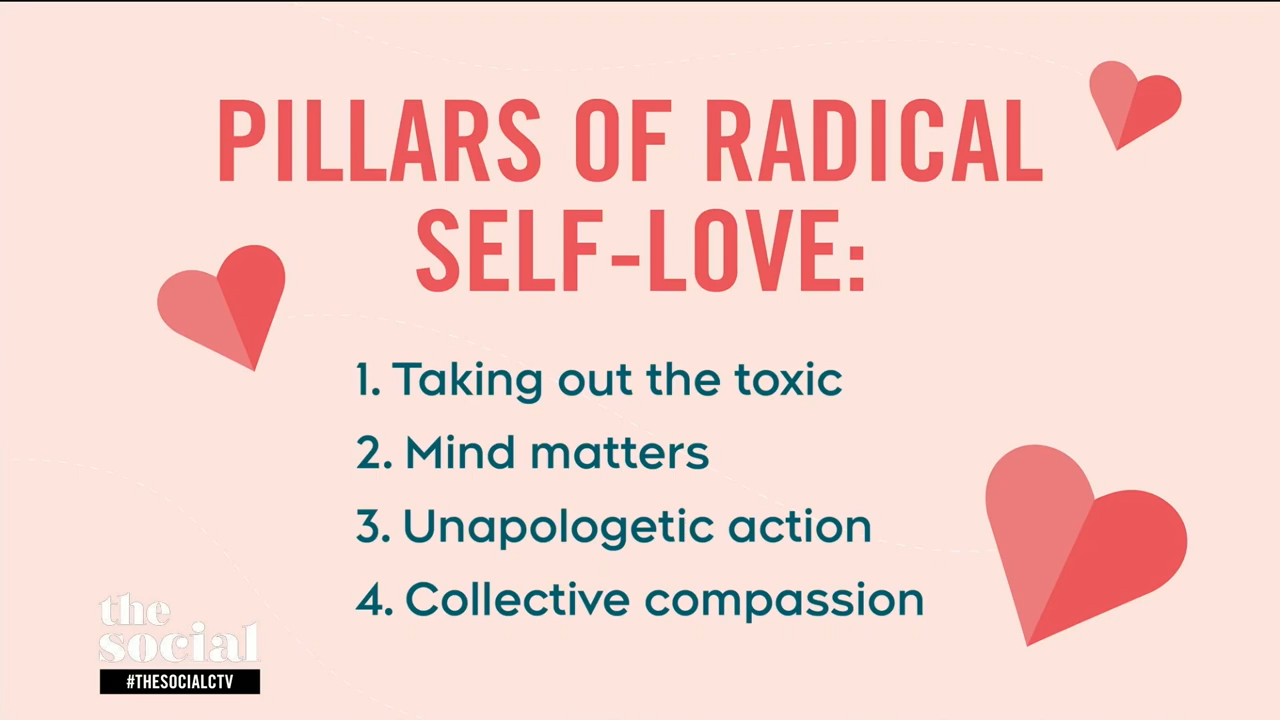 PILLARS OF RADICAL
SELF-LOVE:
1. Taking out the toxic
2. Mind matters
3. Unapologetic action
4. Collective compassion
the
social
#THESOCIALCTV